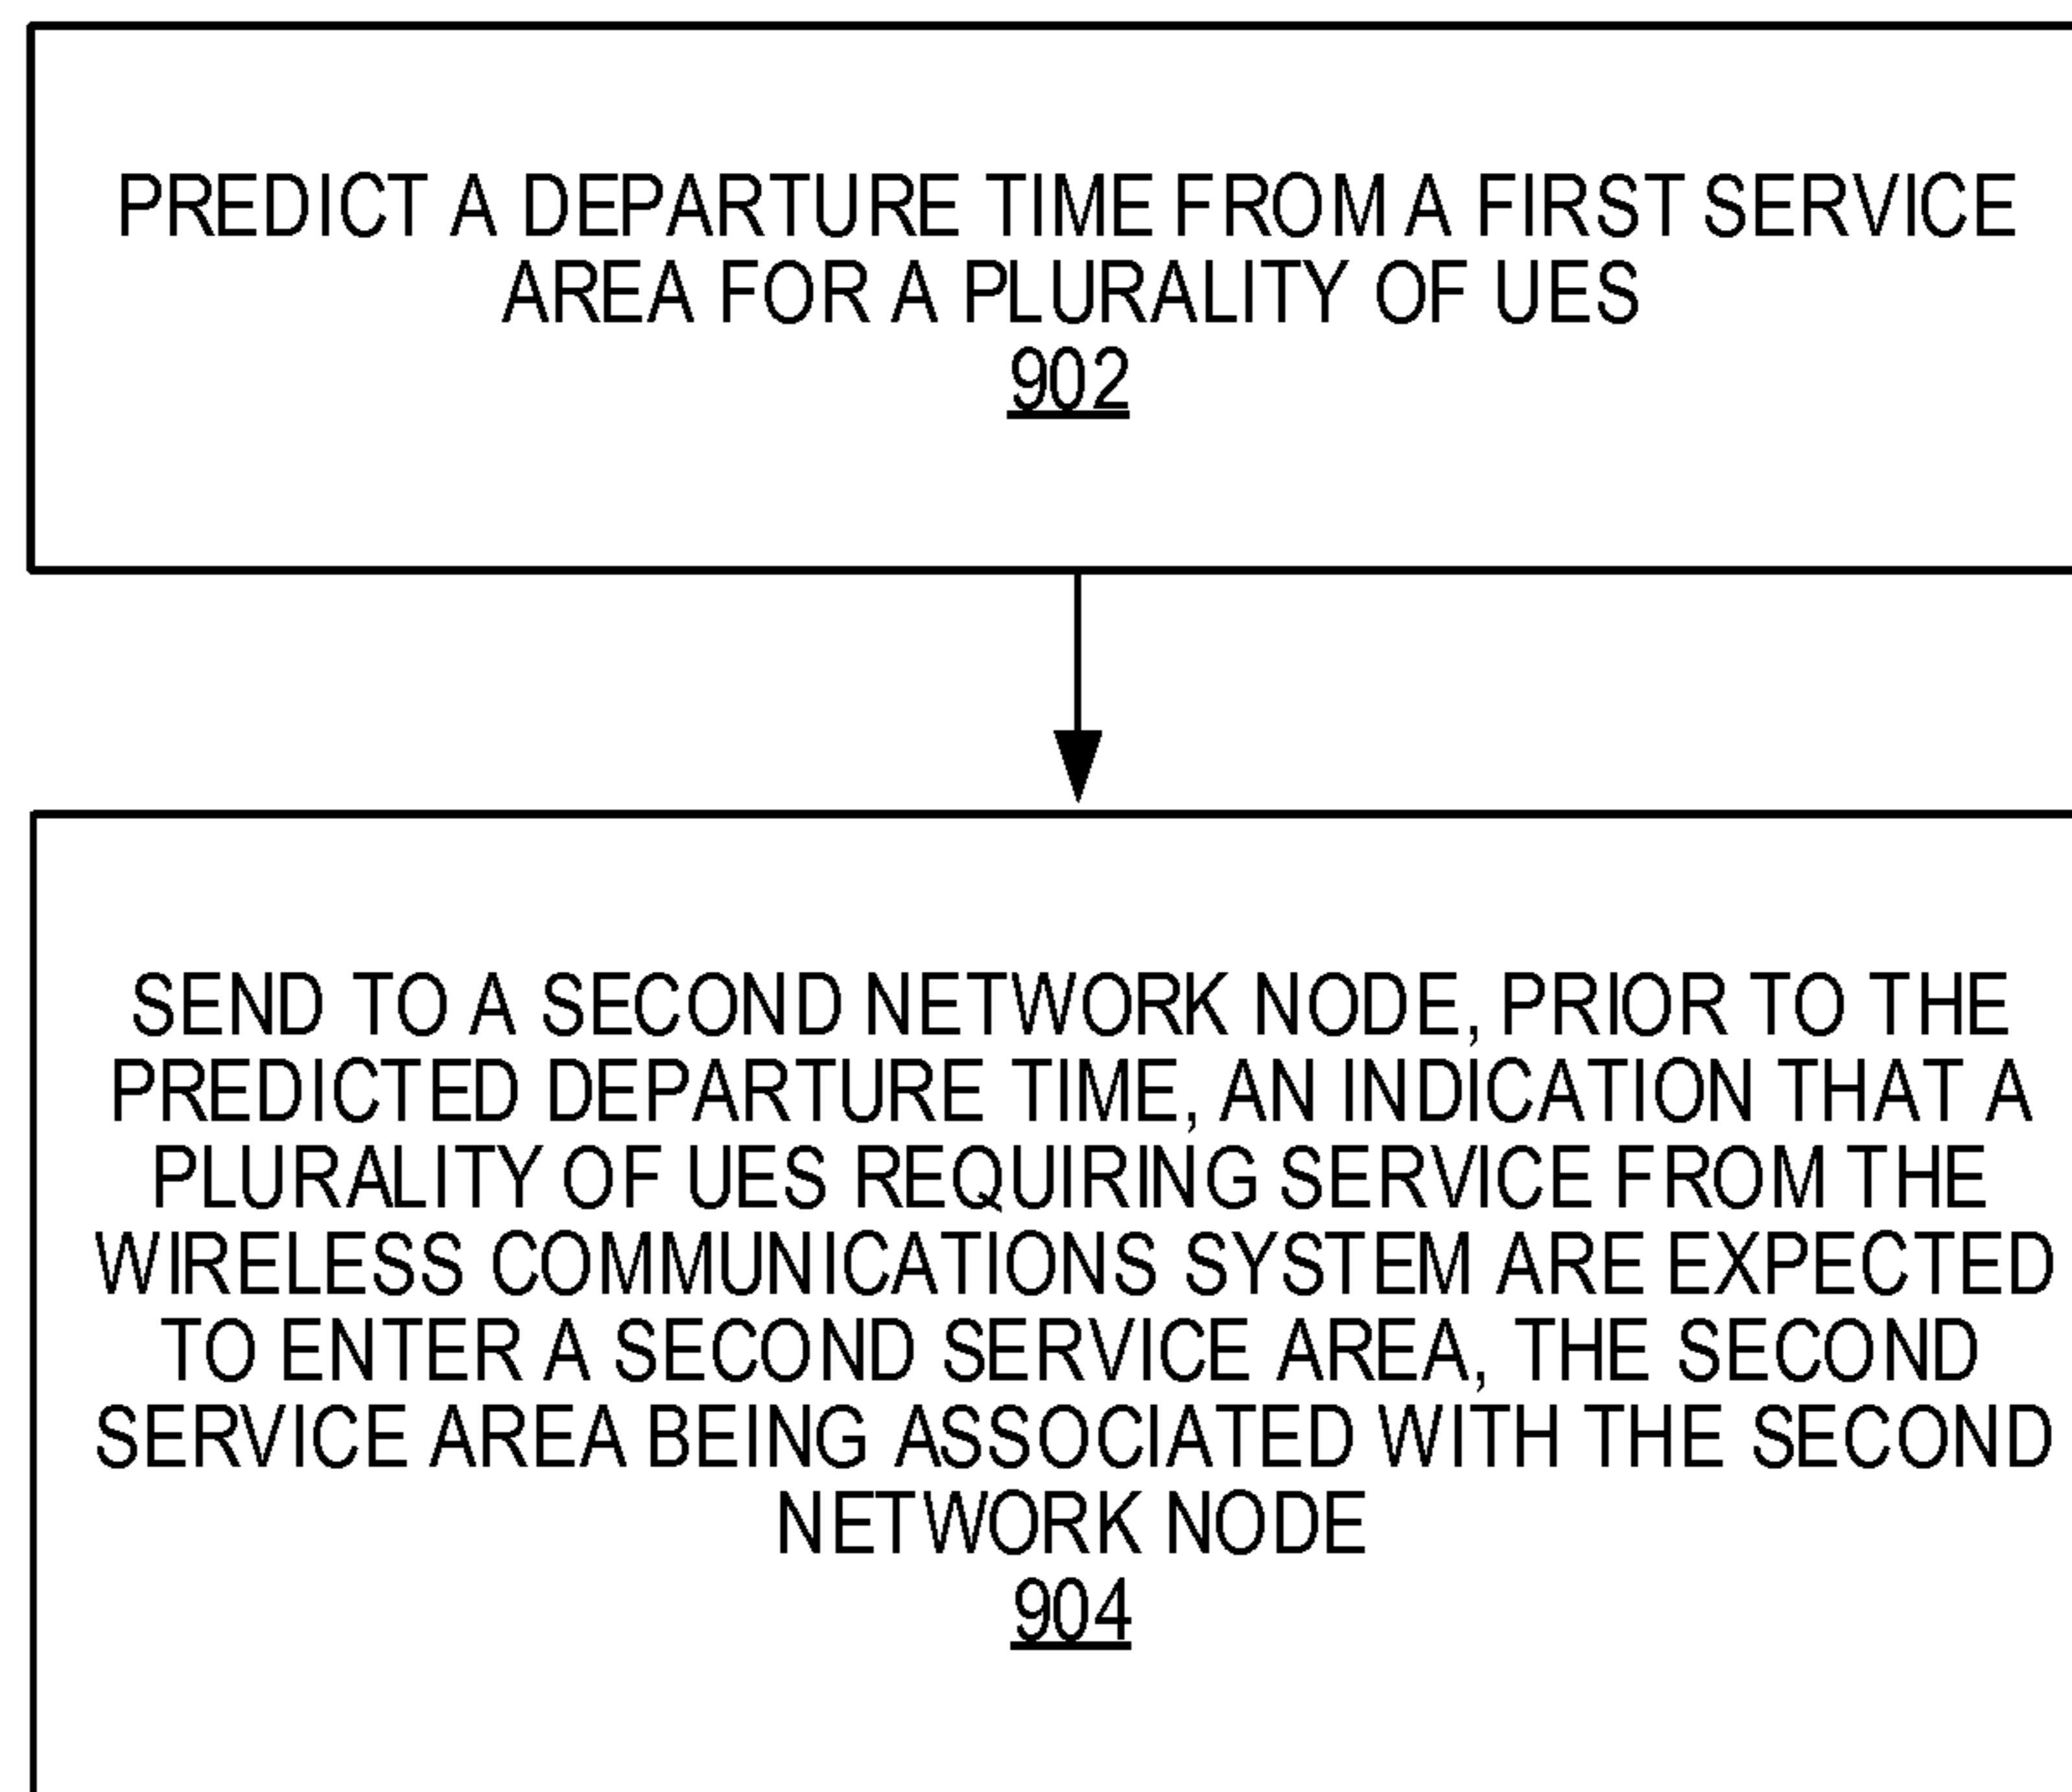 PREDICT A DEPARTURE TIME FROM A FIRST SERVICE
AREA FOR A PLURALITY OF UES
902
SEND TO A SECOND NETWORK NODE, PRIOR TO THE
PREDICTED DEPARTURE TIME, AN INDICATION THAT A
PLURALITY OF UES REQUIRING SERVICE FROM THE
WIRELESS COMMUNICATIONS SYSTEM ARE EXPECTED
TO ENTER A SECOND SERVICE AREA, THE SECOND
SERVICE AREA BEING ASSOCIATED WITH THE SECOND
NETWORK NODE
904